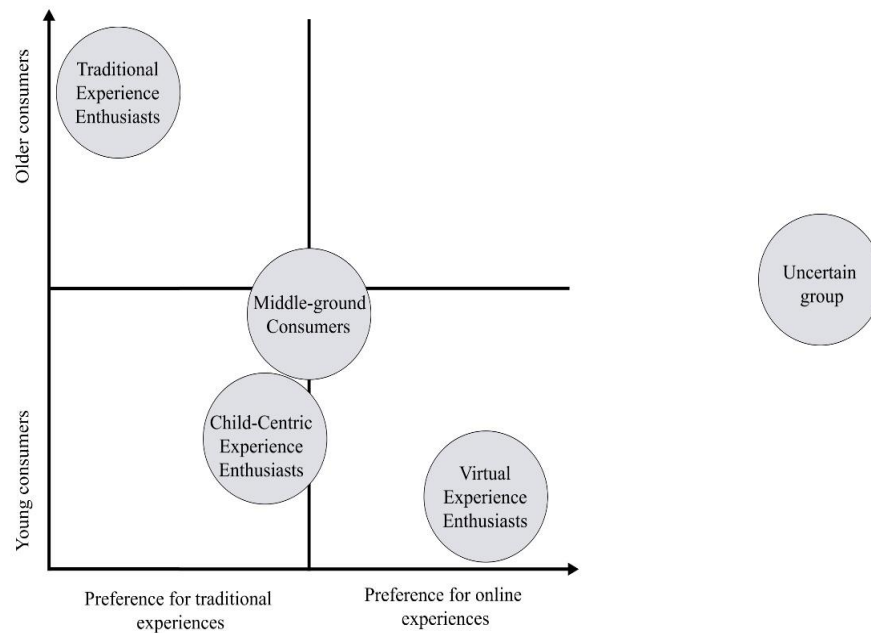 Older consumers
Young consumers
Traditional
Experience
Enthusiasts
Middle-ground
Consumers
Child-Centric
Experience
Enthusiasts
Virtual
Experience
Enthusiasts
Uncertain
group
Preference for traditional
experiences
Preference for online
experiences